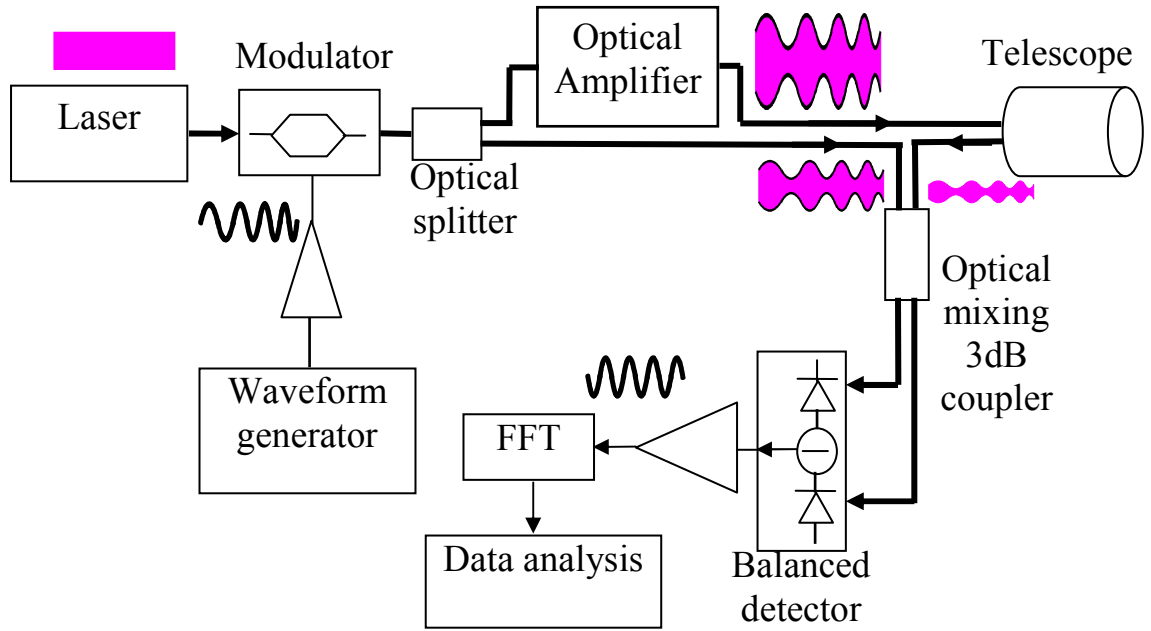 Optical
Amplifier
Telescope
Modulator
Laser
Optical
splitter
Optical
mixing
3dB
coupler
Waveform
generator
FFT
Data analysis
Balanced
detector